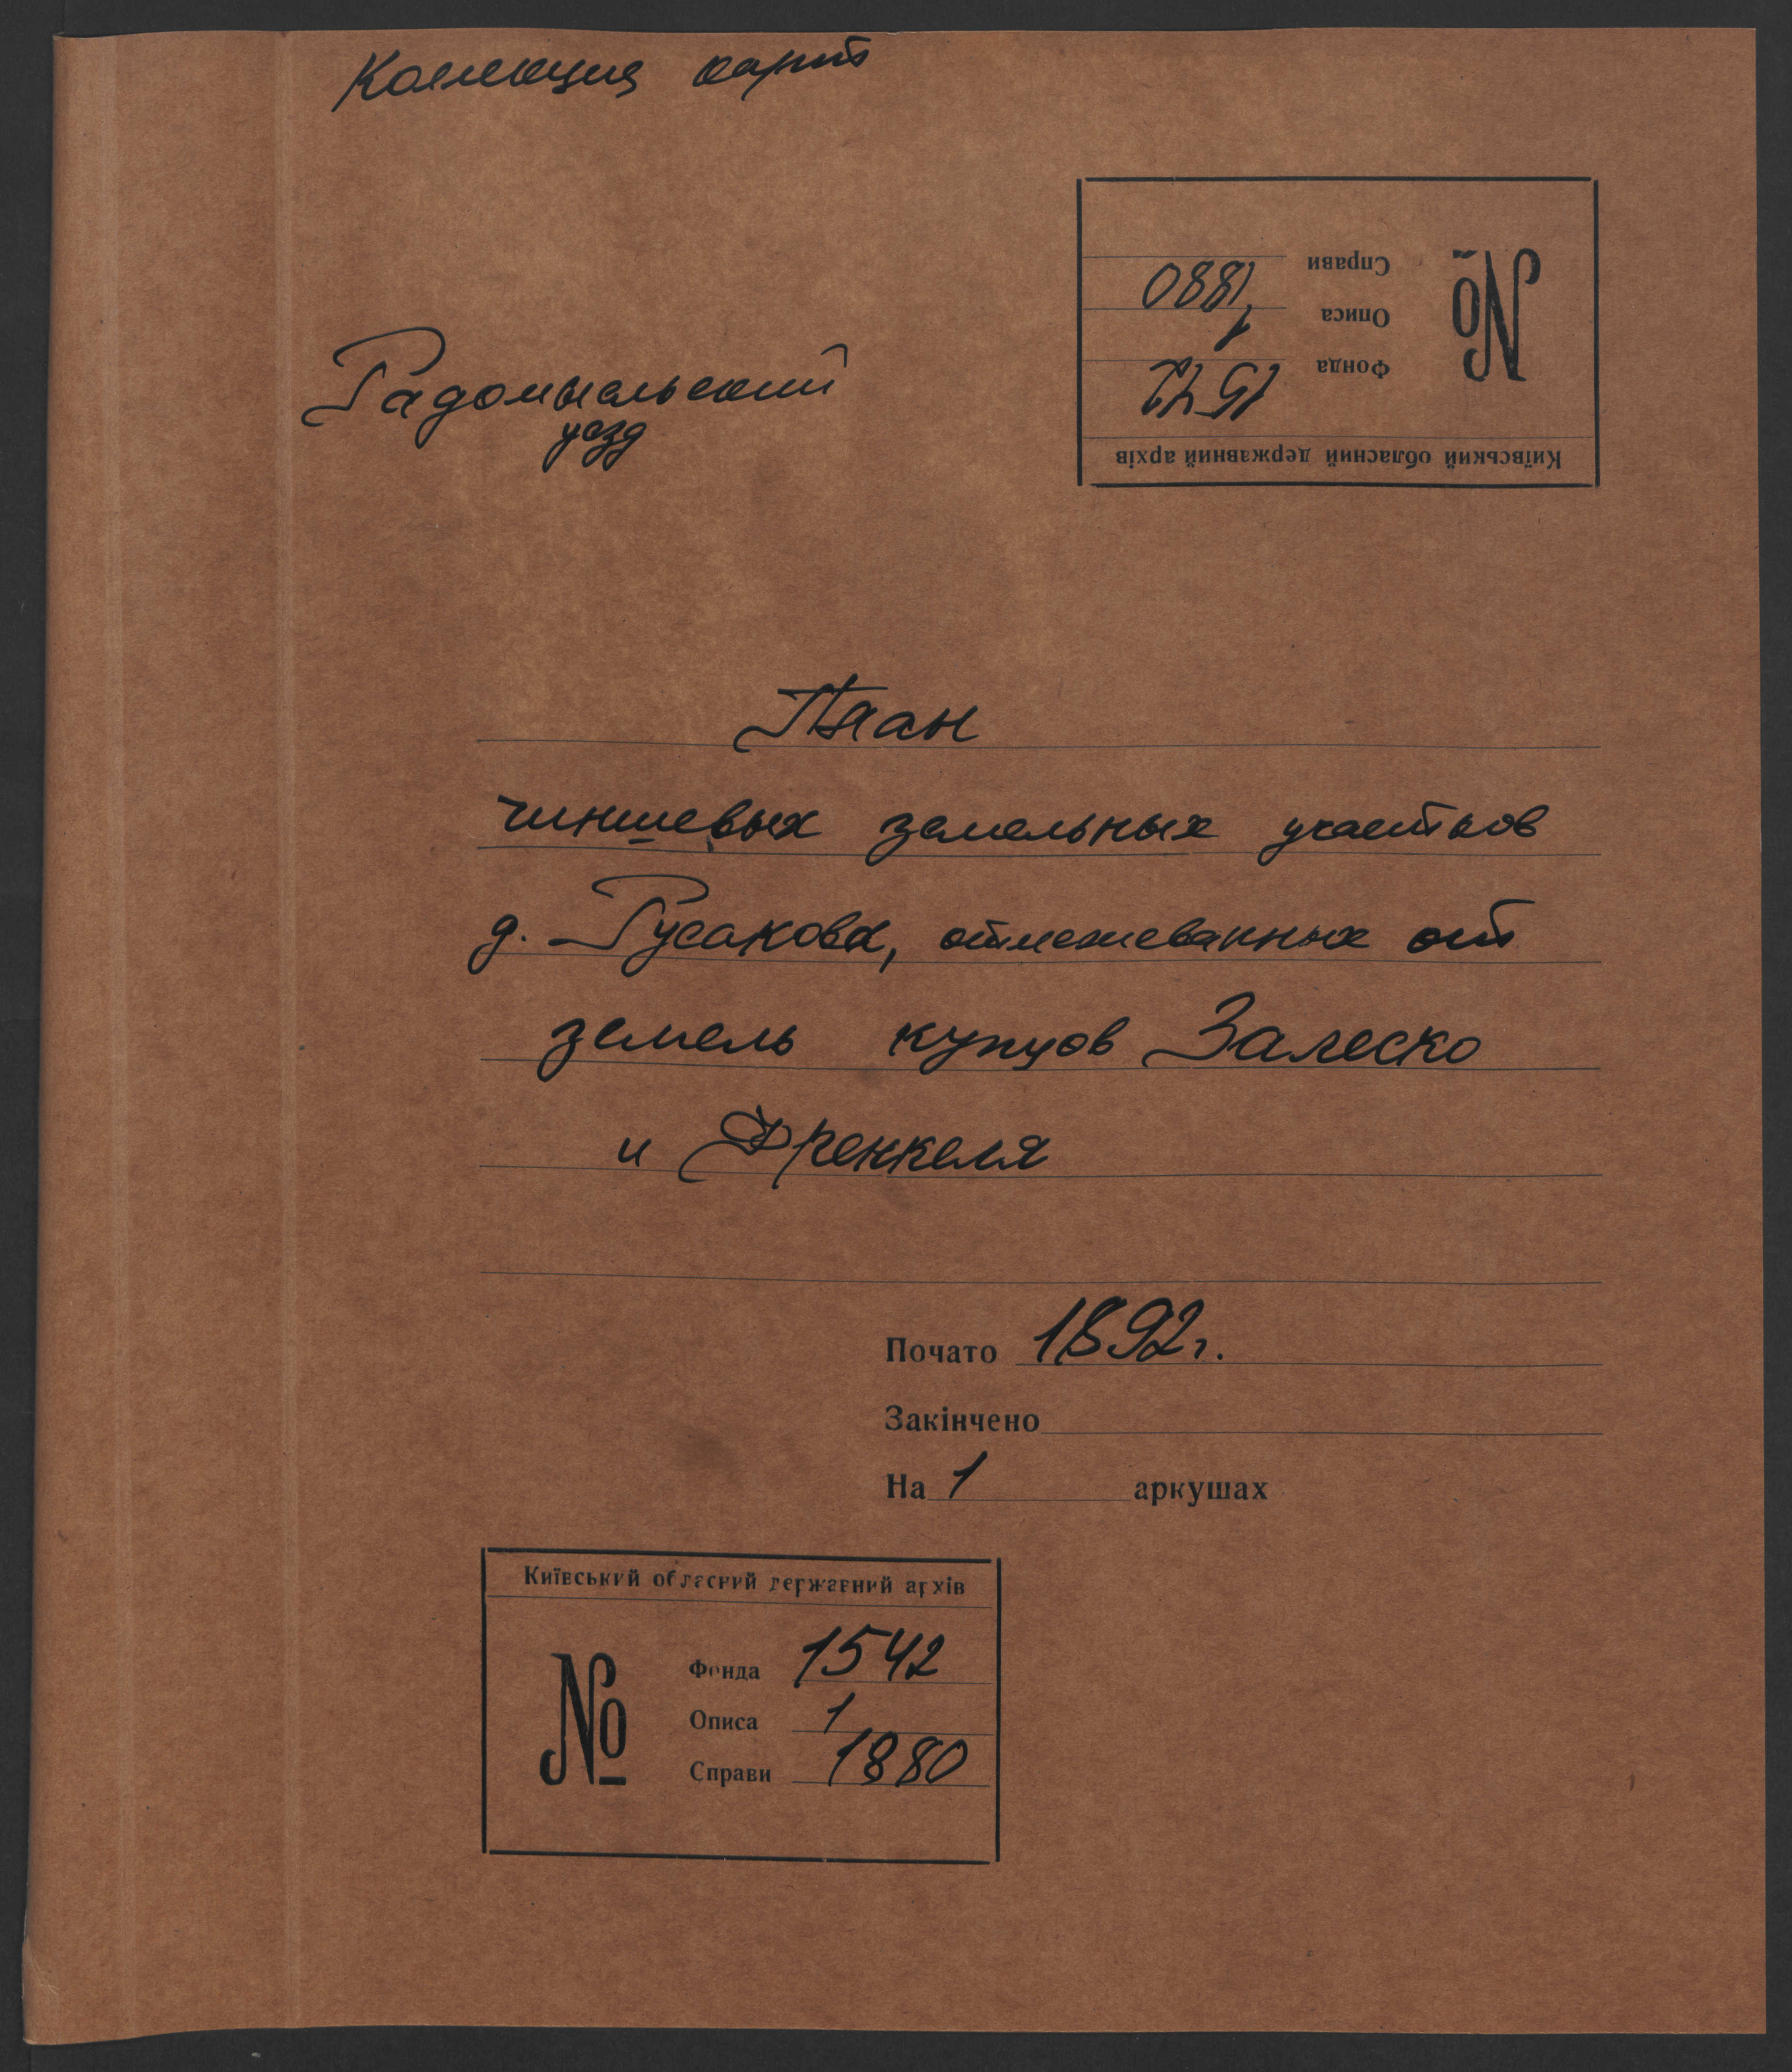 Коллекция карт
Справи 1880
Описа 1
Фонда 1542
№
Київський обласний державний архів
Радомысльский
уезд
План
чиншевых земельных участков
д. Русакова, отмежеванных от
земель купцов Залеско
и Френкеля
Почато 1892 г.
Закінчено
На 1 аркушах
Київський обласний державний архів
№
Фонда 1542
Описа 1
Справи 1880